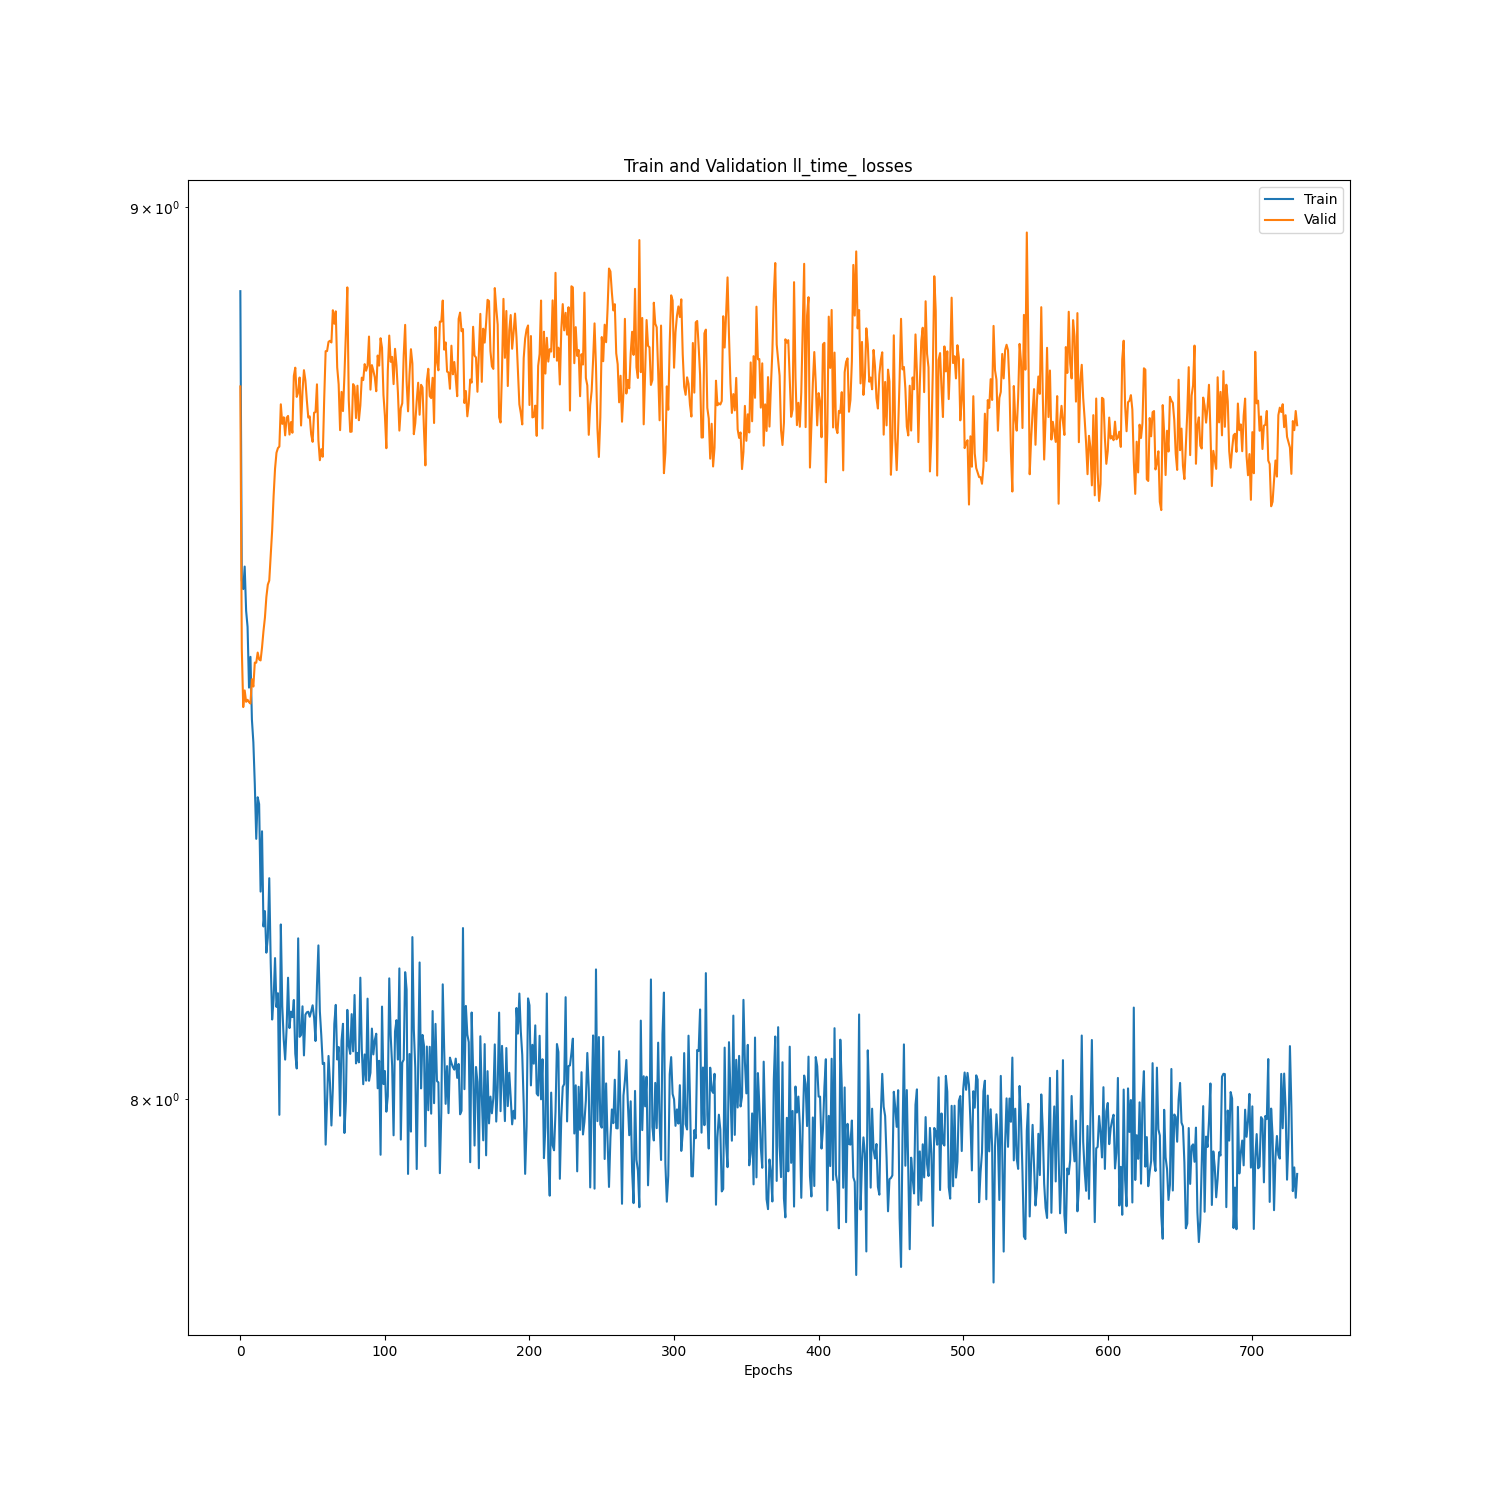 Train and Validation ll_time_ losses
9 × 10⁰
Train
Valid
8 × 10⁰
0 100 200 300 400 500 600 700
Epochs